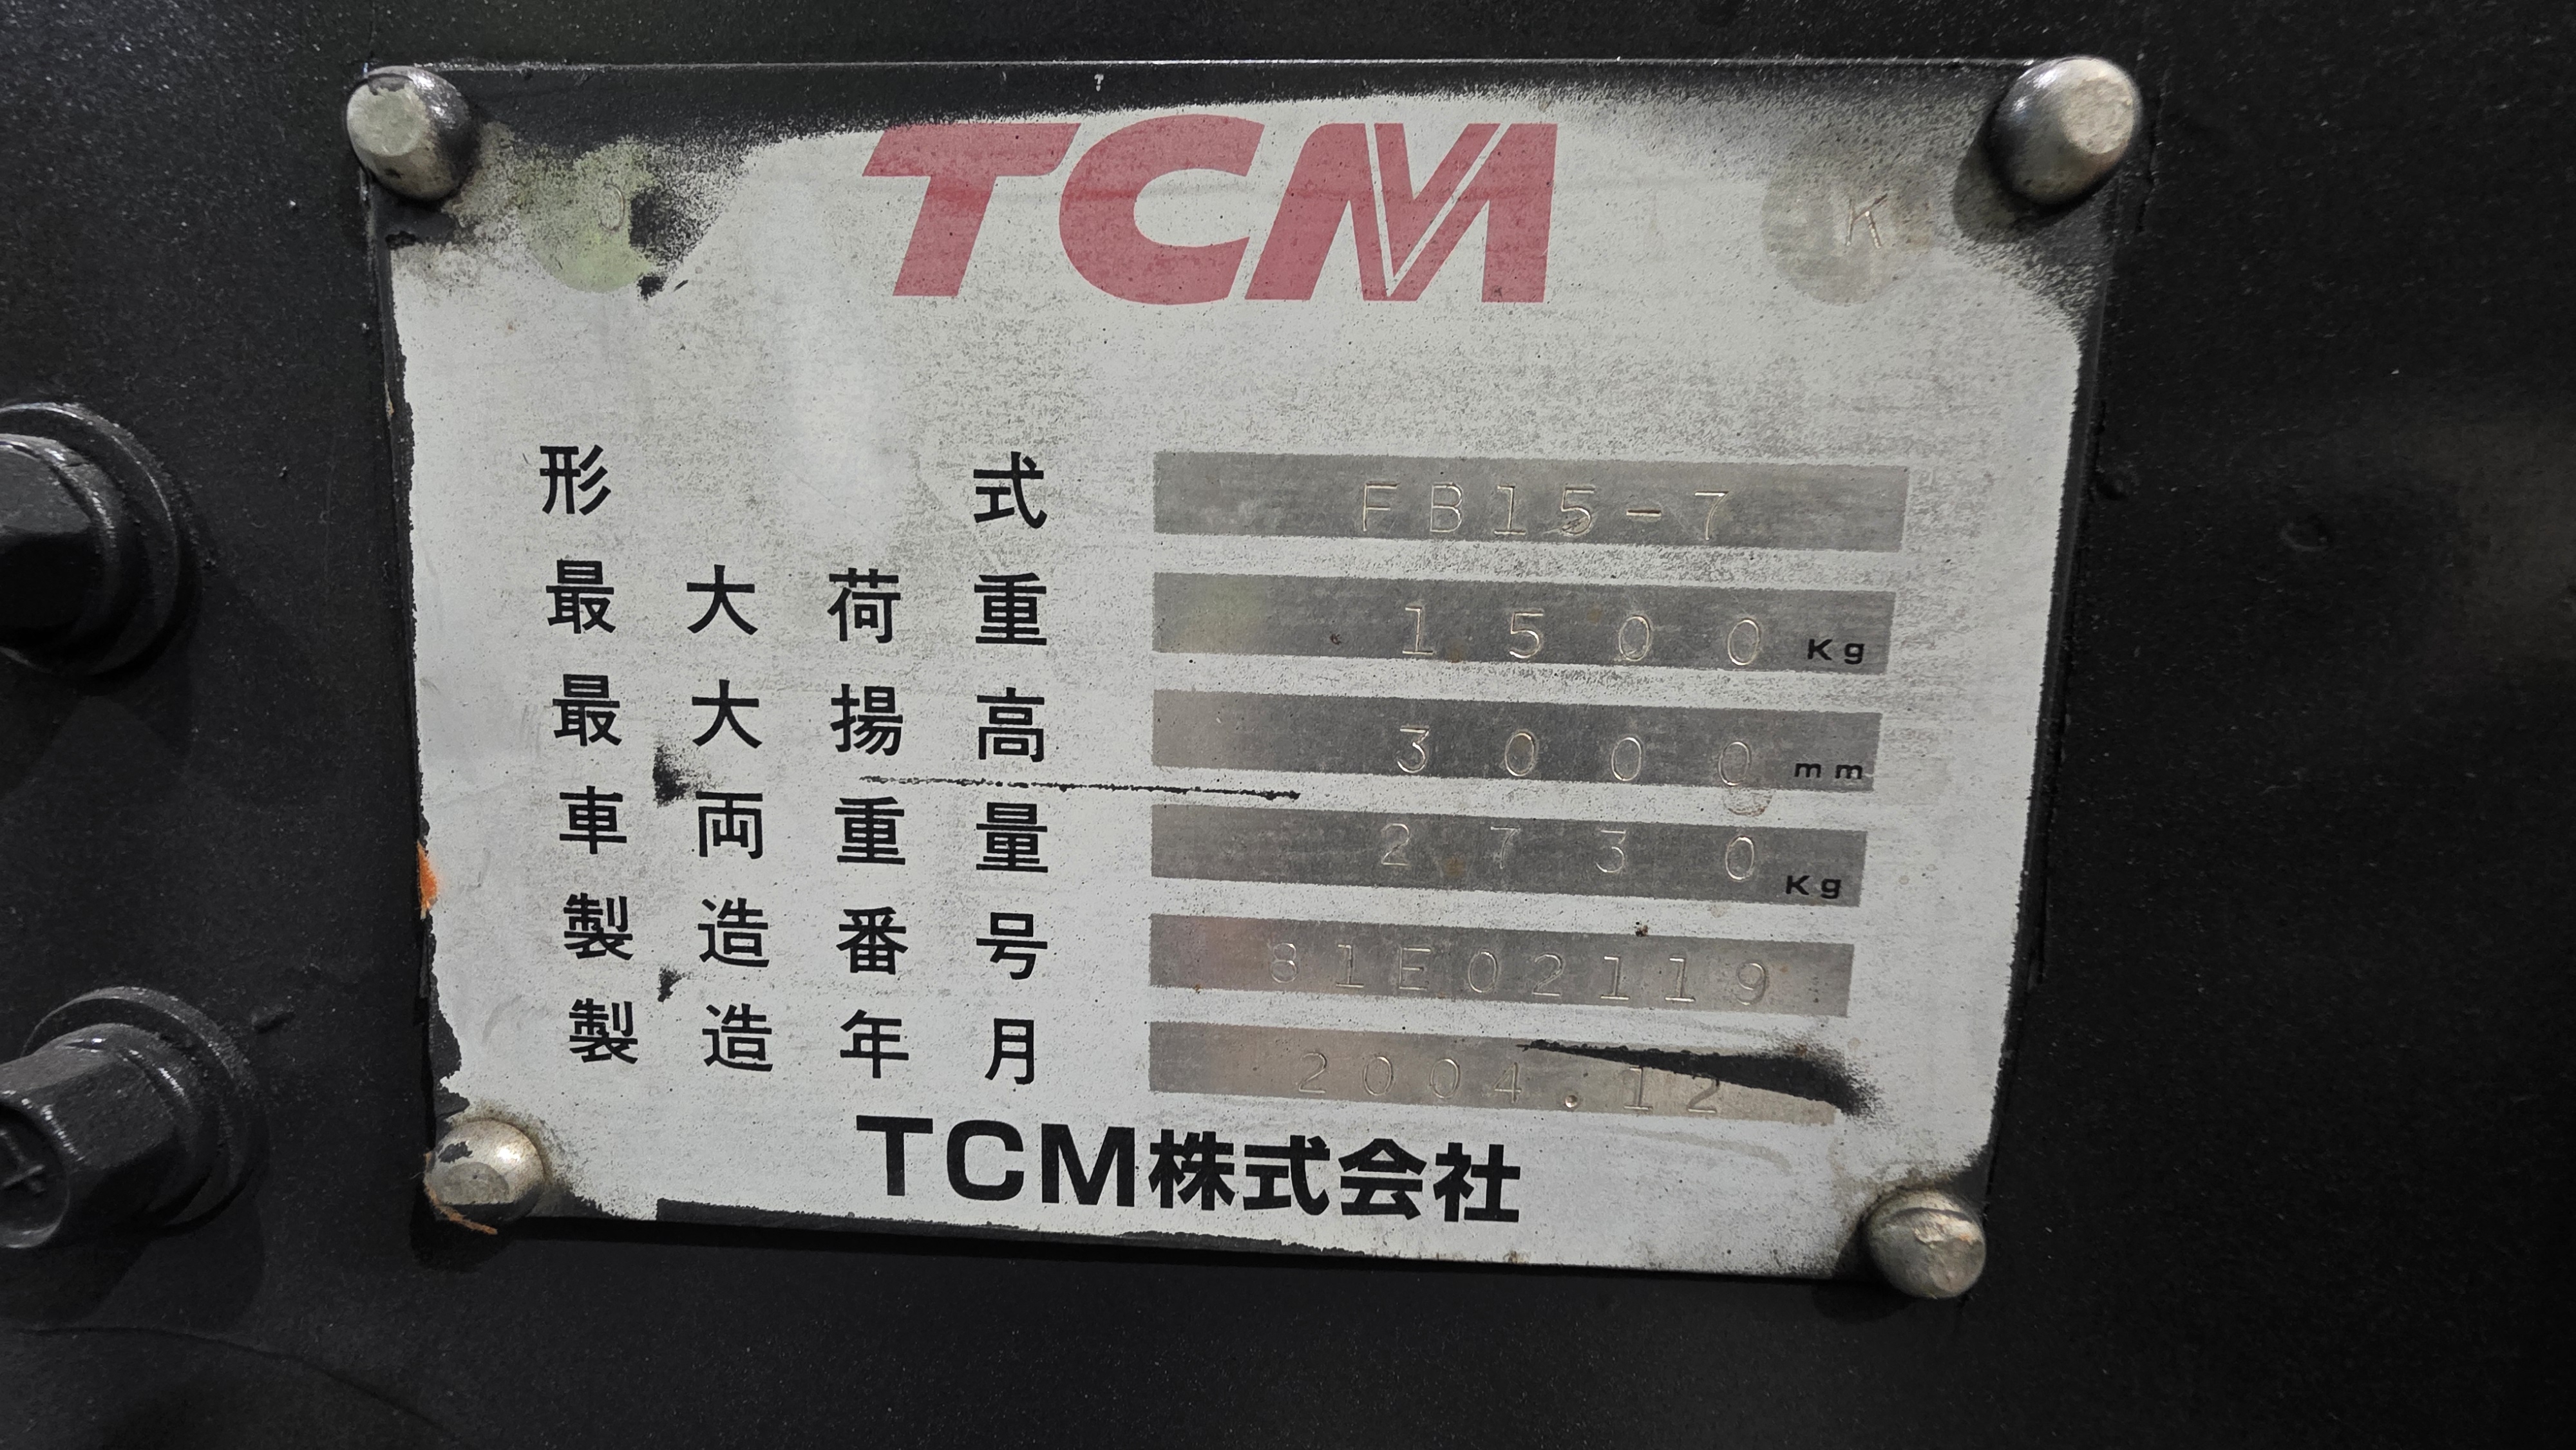 TCM
K
形式 FB15-7
最大荷重 1500 Kg
最大揚高 3000 mm
車両重量 2730 Kg
製造番号 81E02119
製造年月 2004.12
TCM株式会社